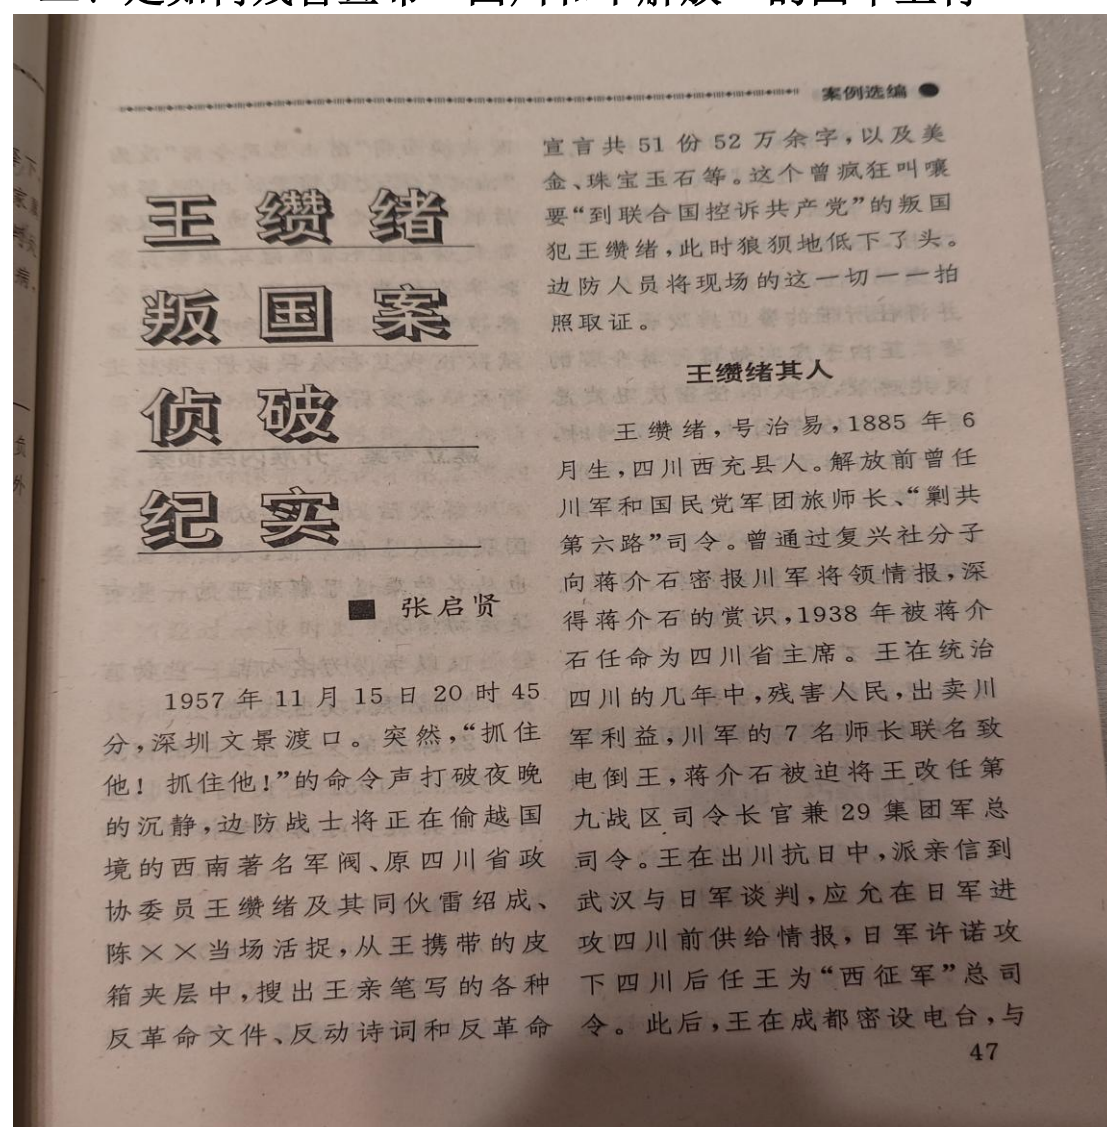 案例选编
王缵绪
叛国案
侦破
纪实
张启贤
1957 年 11 月 15 日 20 时 45
分,深圳文景渡口。突然,“抓住
他! 抓住他!”的命令声打破夜晚
的沉静,边防战士将正在偷越国
境的西南著名军阀、原四川省政
协委员王缵绪及其同伙雷绍成、
陈××当场活捉,从王携带的皮
箱夹层中,搜出王亲笔写的各种
反革命文件、反动诗词和反革命
宣言共 51 份 52 万余字,以及美
金、珠宝玉石等。这个曾疯狂叫嚷
要“到联合国控诉共产党”的叛国
犯王缵绪,此时狼狈地低下了头。
边防人员将现场的这一切一一拍
照取证。
王缵绪其人
王缵绪,号治易,1885 年 6
月生,四川西充县人。解放前曾任
川军和国民党军团旅师长、“剿共
第六路”司令。曾通过复兴社分子
向蒋介石密报川军将领情报,深
得蒋介石的赏识,1938 年被蒋介
石任命为四川省主席。王在统治
四川的几年中,残害人民,出卖川
军利益,川军的 7 名师长联名致
电倒王,蒋介石被迫将王改任第
九战区司令长官兼 29 集团军总
司令。王在出川抗日中,派亲信到
武汉与日军谈判,应允在日军进
攻四川前供给情报,日军许诺攻
下四川后任王为“西征军”总司
令。此后,王在成都密设电台,与
47